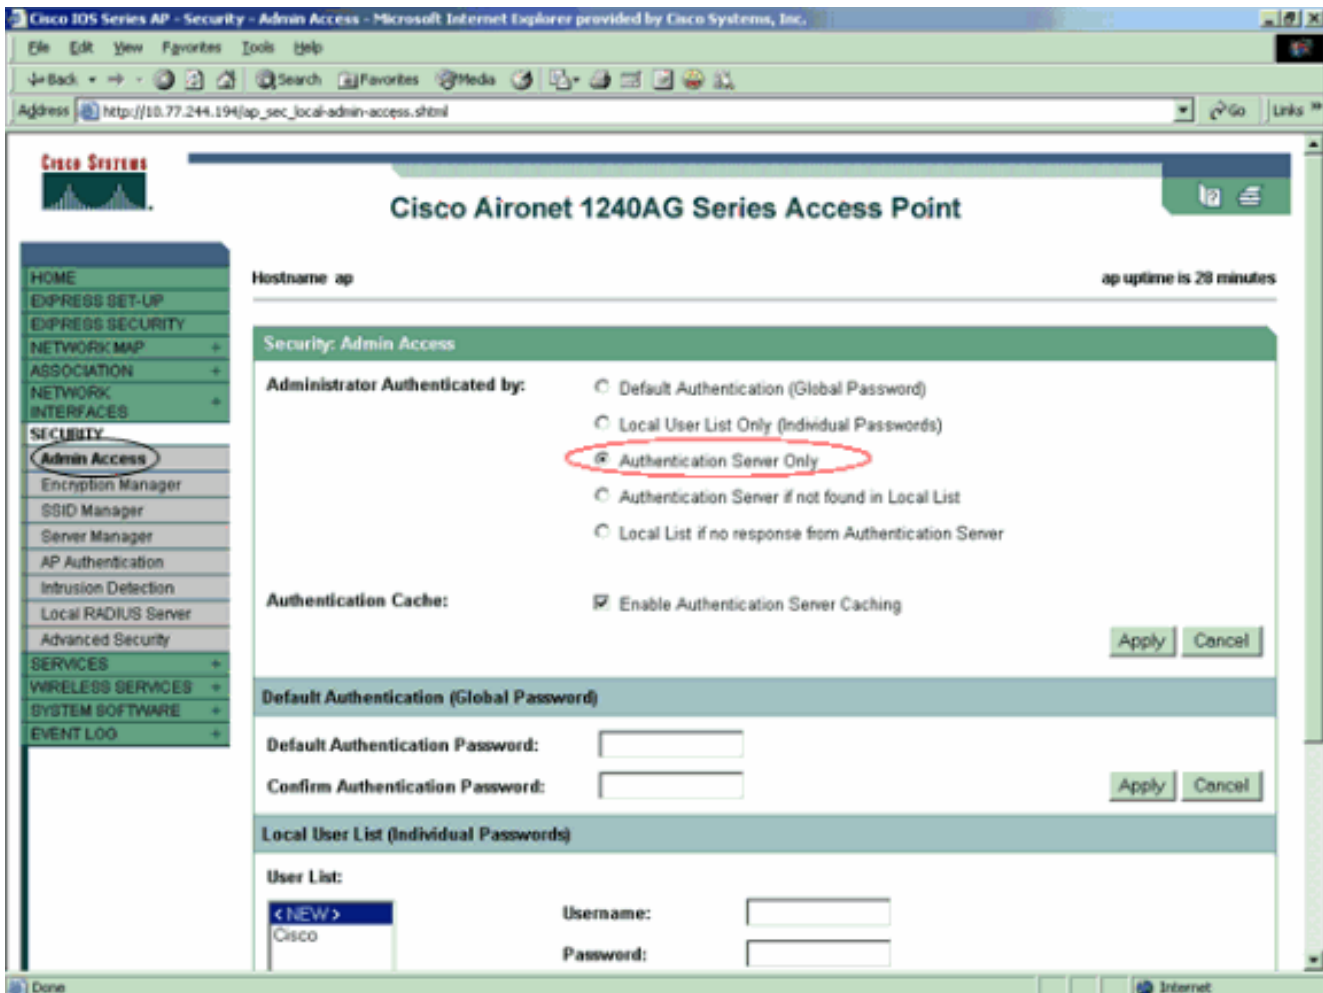 Cisco IOS Series AP - Security - Admin Access - Microsoft Internet Explorer provided by Cisco Systems, Inc.
File Edit View Favorites Tools Help
Back Search Favorites Media
Address http://10.77.244.194/ap_sec_local-admin-access.shtml Go Links »
CISCO SYSTEMS
Cisco Aironet 1240AG Series Access Point
Hostname ap
ap uptime is 28 minutes
HOME
EXPRESS SET-UP
EXPRESS SECURITY
NETWORK MAP +
ASSOCIATION +
NETWORK
INTERFACES +
SECURITY
Admin Access
Encryption Manager
SSID Manager
Server Manager
AP Authentication
Intrusion Detection
Local RADIUS Server
Advanced Security
SERVICES +
WIRELESS SERVICES +
SYSTEM SOFTWARE +
EVENT LOG +
Security: Admin Access
Administrator Authenticated by:
Default Authentication (Global Password)
Local User List Only (Individual Passwords)
Authentication Server Only
Authentication Server if not found in Local List
Local List if no response from Authentication Server
Authentication Cache:
Enable Authentication Server Caching
Apply Cancel
Default Authentication (Global Password)
Default Authentication Password:
Confirm Authentication Password:
Apply Cancel
Local User List (Individual Passwords)
User List:
< NEW >
Cisco
Username:
Password:
Done
Internet